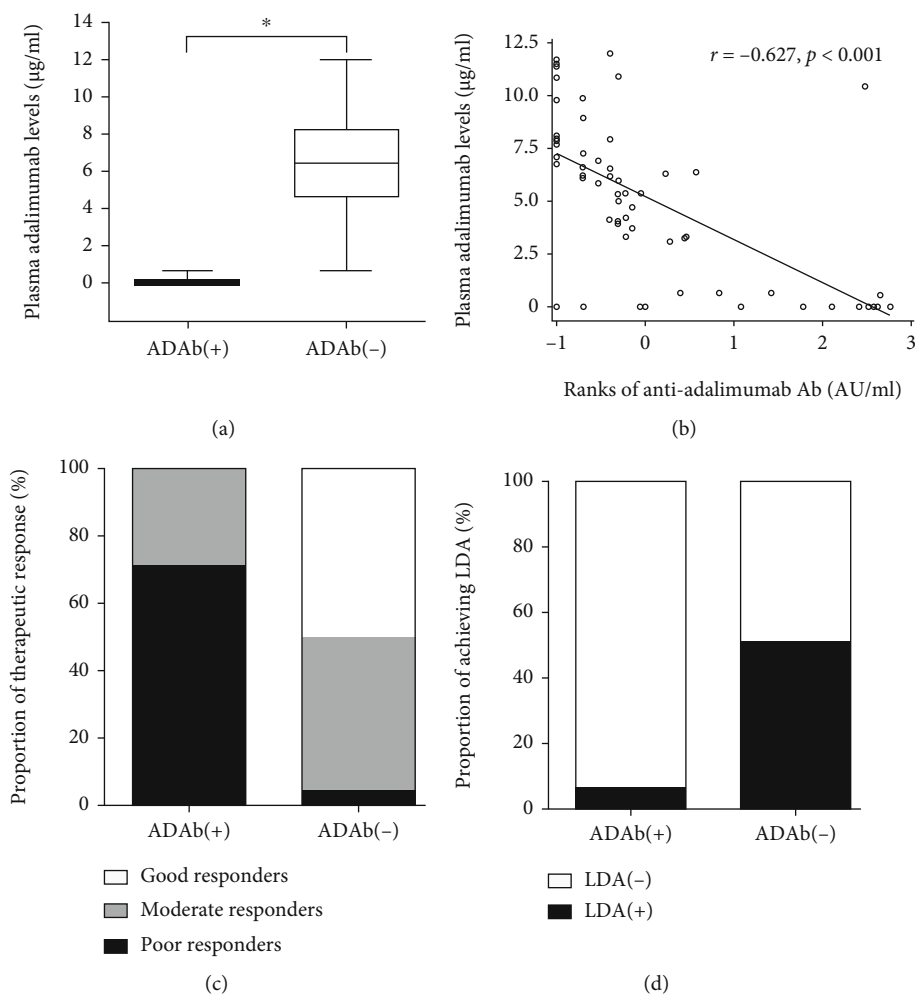 Plasma adalimumab levels (μg/ml)
14
12
10
8
6
4
2
0
*
ADAb(+)
ADAb(–)
(a)
Plasma adalimumab levels (μg/ml)
12.5
10.0
7.5
5.0
2.5
0
r = –0.627, p < 0.001
–1
0
1
2
3
Ranks of anti-adalimumab Ab (AU/ml)
(b)
Proportion of therapeutic response (%)
100
80
60
40
20
0
ADAb(+)
ADAb(–)
Good responders
Moderate responders
Poor responders
(c)
Proportion of achieving LDA (%)
100
80
60
40
20
0
ADAb(+)
ADAb(–)
LDA(–)
LDA(+)
(d)